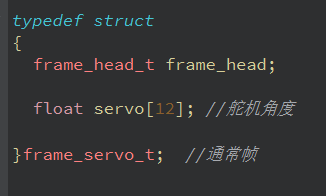 typedef struct
{
frame_head_t frame_head;
float servo[12]; //舵机角度
}frame_servo_t;  //通常帧